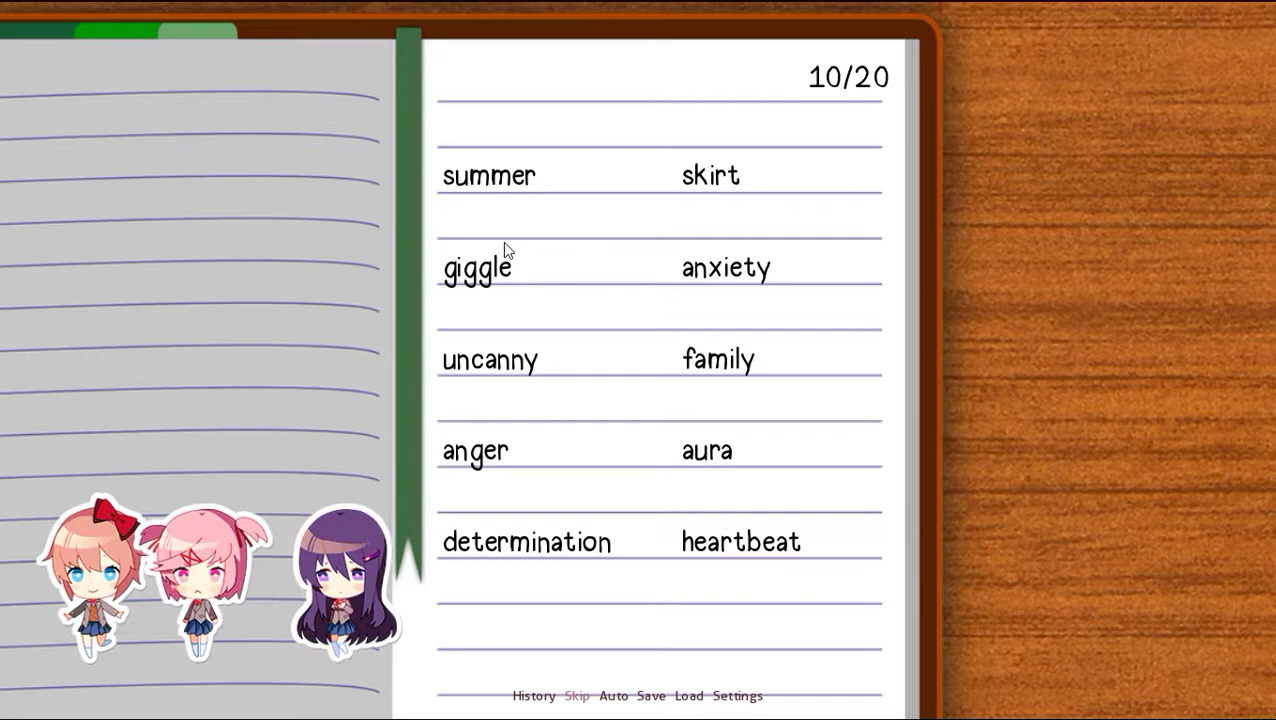 10/20
summer skirt
giggle anxiety
uncanny family
anger aura
determination heartbeat
History Skip Auto Save Load Settings